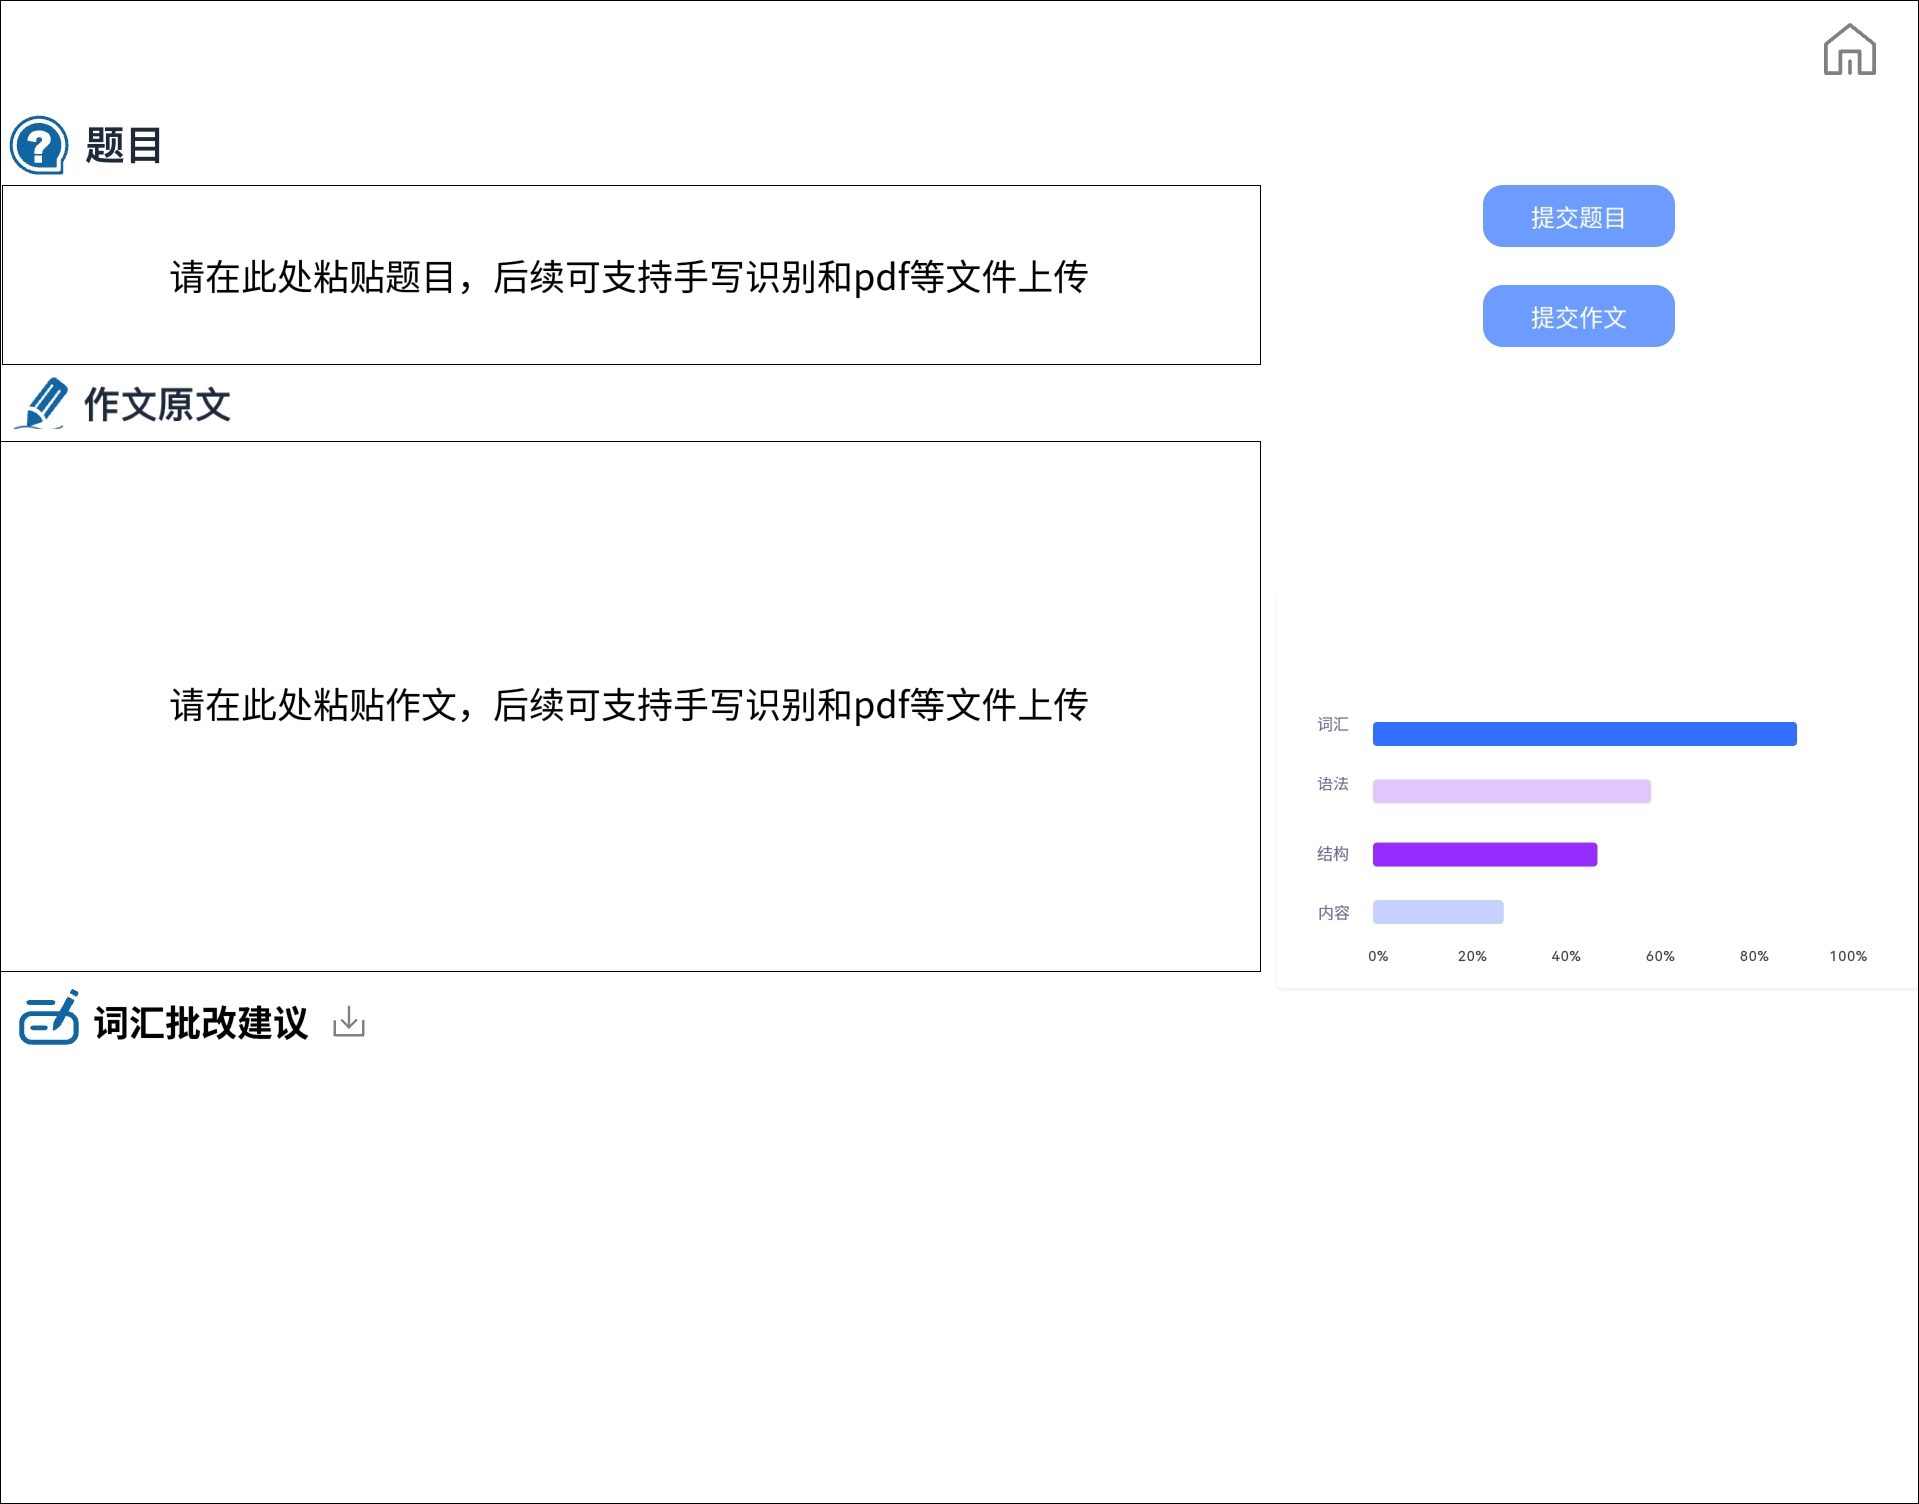 题目
请在此处粘贴题目，后续可支持手写识别和pdf等文件上传
提交题目
提交作文
作文原文
请在此处粘贴作文，后续可支持手写识别和pdf等文件上传
词汇
语法
结构
内容
0% 20% 40% 60% 80% 100%
词汇批改建议